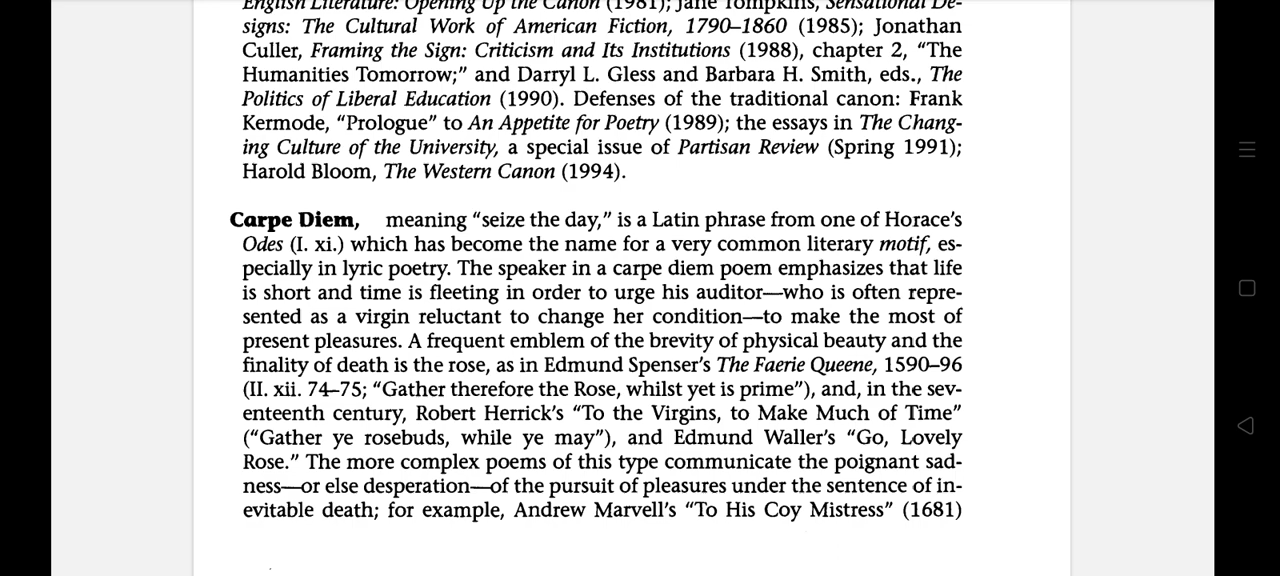 English Literature: Opening Up the Canon (1981); Jane Tompkins, Sensational De-
signs: The Cultural Work of American Fiction, 1790–1860 (1985); Jonathan
Culler, Framing the Sign: Criticism and Its Institutions (1988), chapter 2, “The
Humanities Tomorrow;” and Darryl L. Gless and Barbara H. Smith, eds., The
Politics of Liberal Education (1990). Defenses of the traditional canon: Frank
Kermode, “Prologue” to An Appetite for Poetry (1989); the essays in The Chang-
ing Culture of the University, a special issue of Partisan Review (Spring 1991);
Harold Bloom, The Western Canon (1994).
Carpe Diem, meaning “seize the day,” is a Latin phrase from one of Horace’s
Odes (I. xi.) which has become the name for a very common literary motif, es-
pecially in lyric poetry. The speaker in a carpe diem poem emphasizes that life
is short and time is fleeting in order to urge his auditor—who is often repre-
sented as a virgin reluctant to change her condition—to make the most of
present pleasures. A frequent emblem of the brevity of physical beauty and the
finality of death is the rose, as in Edmund Spenser’s The Faerie Queene, 1590–96
(II. xii. 74–75; “Gather therefore the Rose, whilst yet is prime”), and, in the sev-
enteenth century, Robert Herrick’s “To the Virgins, to Make Much of Time”
(“Gather ye rosebuds, while ye may”), and Edmund Waller’s “Go, Lovely
Rose.” The more complex poems of this type communicate the poignant sad-
ness—or else desperation—of the pursuit of pleasures under the sentence of in-
evitable death; for example, Andrew Marvell’s “To His Coy Mistress” (1681)